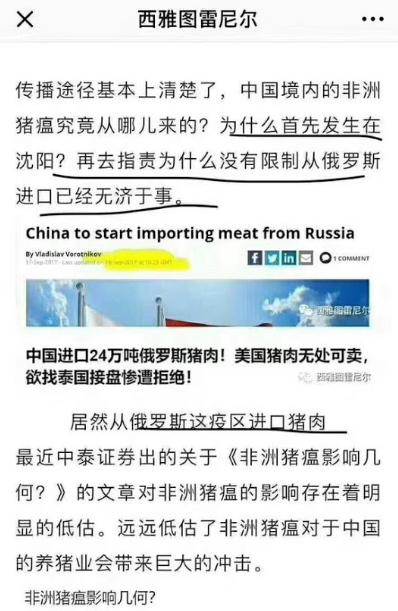 西雅图雷尼尔
传播途径基本上清楚了，中国境内的非洲
猪瘟究竟从哪儿来的？为什么首先发生在
沈阳？再去指责为什么没有限制从俄罗斯
进口已经无济于事。
China to start importing meat from Russia
By Vladislav Vorotnikov
1 COMMENT
西雅图雷尼尔
中国进口24万吨俄罗斯猪肉！美国猪肉无处可卖，
欲找泰国接盘惨遭拒绝！
西雅图雷尼尔
居然从俄罗斯这疫区进口猪肉
最近中泰证券出的关于《非洲猪瘟影响几
何？》的文章对非洲猪瘟的影响存在着明
显的低估。远远低估了非洲猪瘟对于中国
的养猪业会带来巨大的冲击。
非洲猪瘟影响几何？